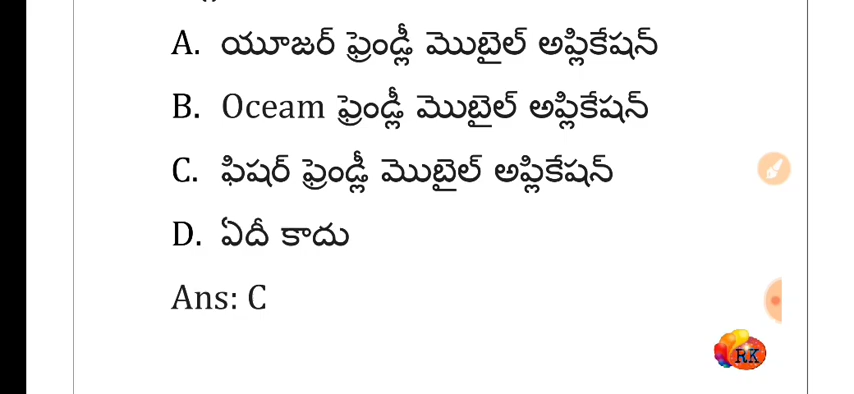 A. యూజర్ ఫ్రెండ్లీ మొబైల్ అప్లికేషన్
B. Oceam ఫ్రెండ్లీ మొబైల్ అప్లికేషన్
C. ఫిషర్ ఫ్రెండ్లీ మొబైల్ అప్లికేషన్
D. ఏదీ కాదు
Ans: C
RK